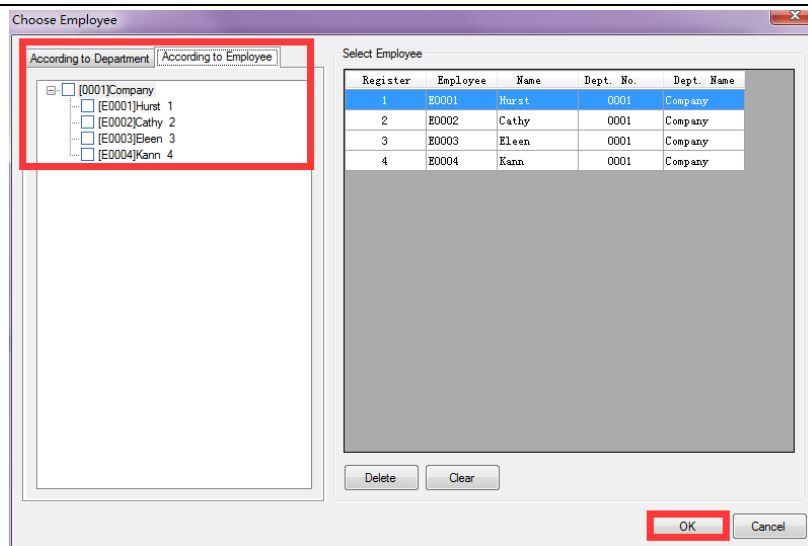 Choose Employee
According to Department According to Employee
[0001]Company
[E0001]Hurst 1
[E0002]Cathy 2
[E0003]Eleen 3
[E0004]Kann 4
Select Employee
Register Employee Name Dept. No. Dept. Name
1 E0001 Hurst 0001 Company
2 E0002 Cathy 0001 Company
3 E0003 Eleen 0001 Company
4 E0004 Kann 0001 Company
Delete Clear
OK Cancel